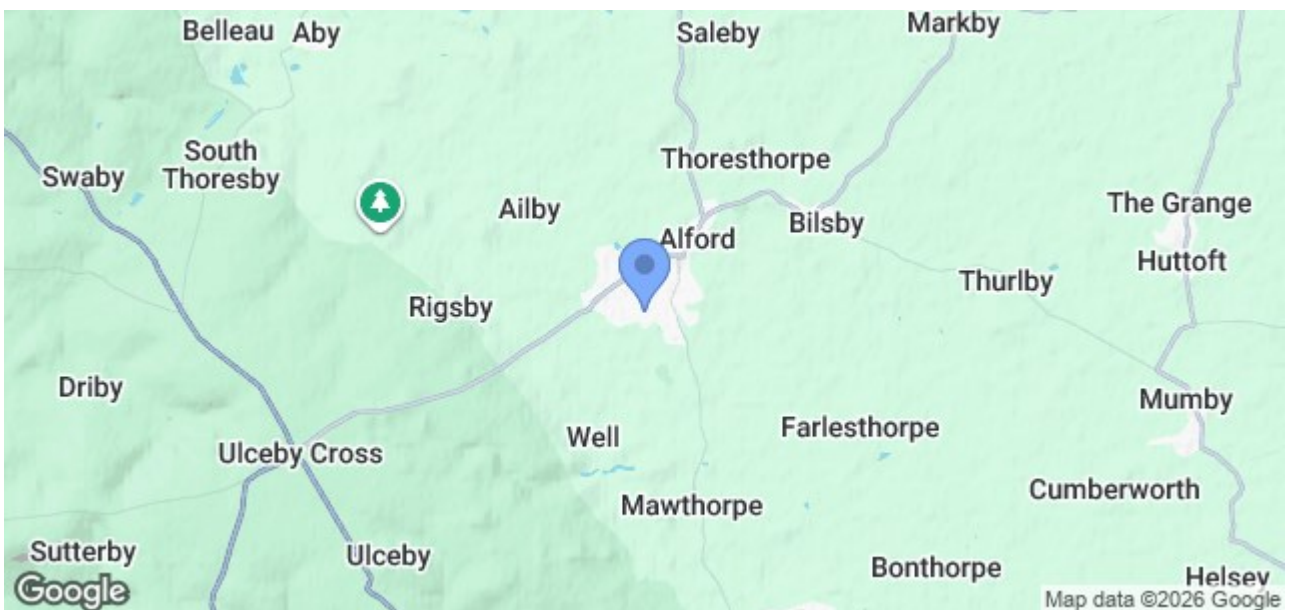 Belleau
Aby
Saleby
Markby
South
Thoresby
Thoresthorpe
Swaby
Ailby
Alford
Bilsby
The Grange
Huttoft
Rigsby
Thurlby
Driby
Mumby
Well
Farlesthorpe
Ulceby Cross
Mawthorpe
Cumberworth
Sutterby
Ulceby
Bonthorpe
Helsey
Google
Map data ©2026 Google